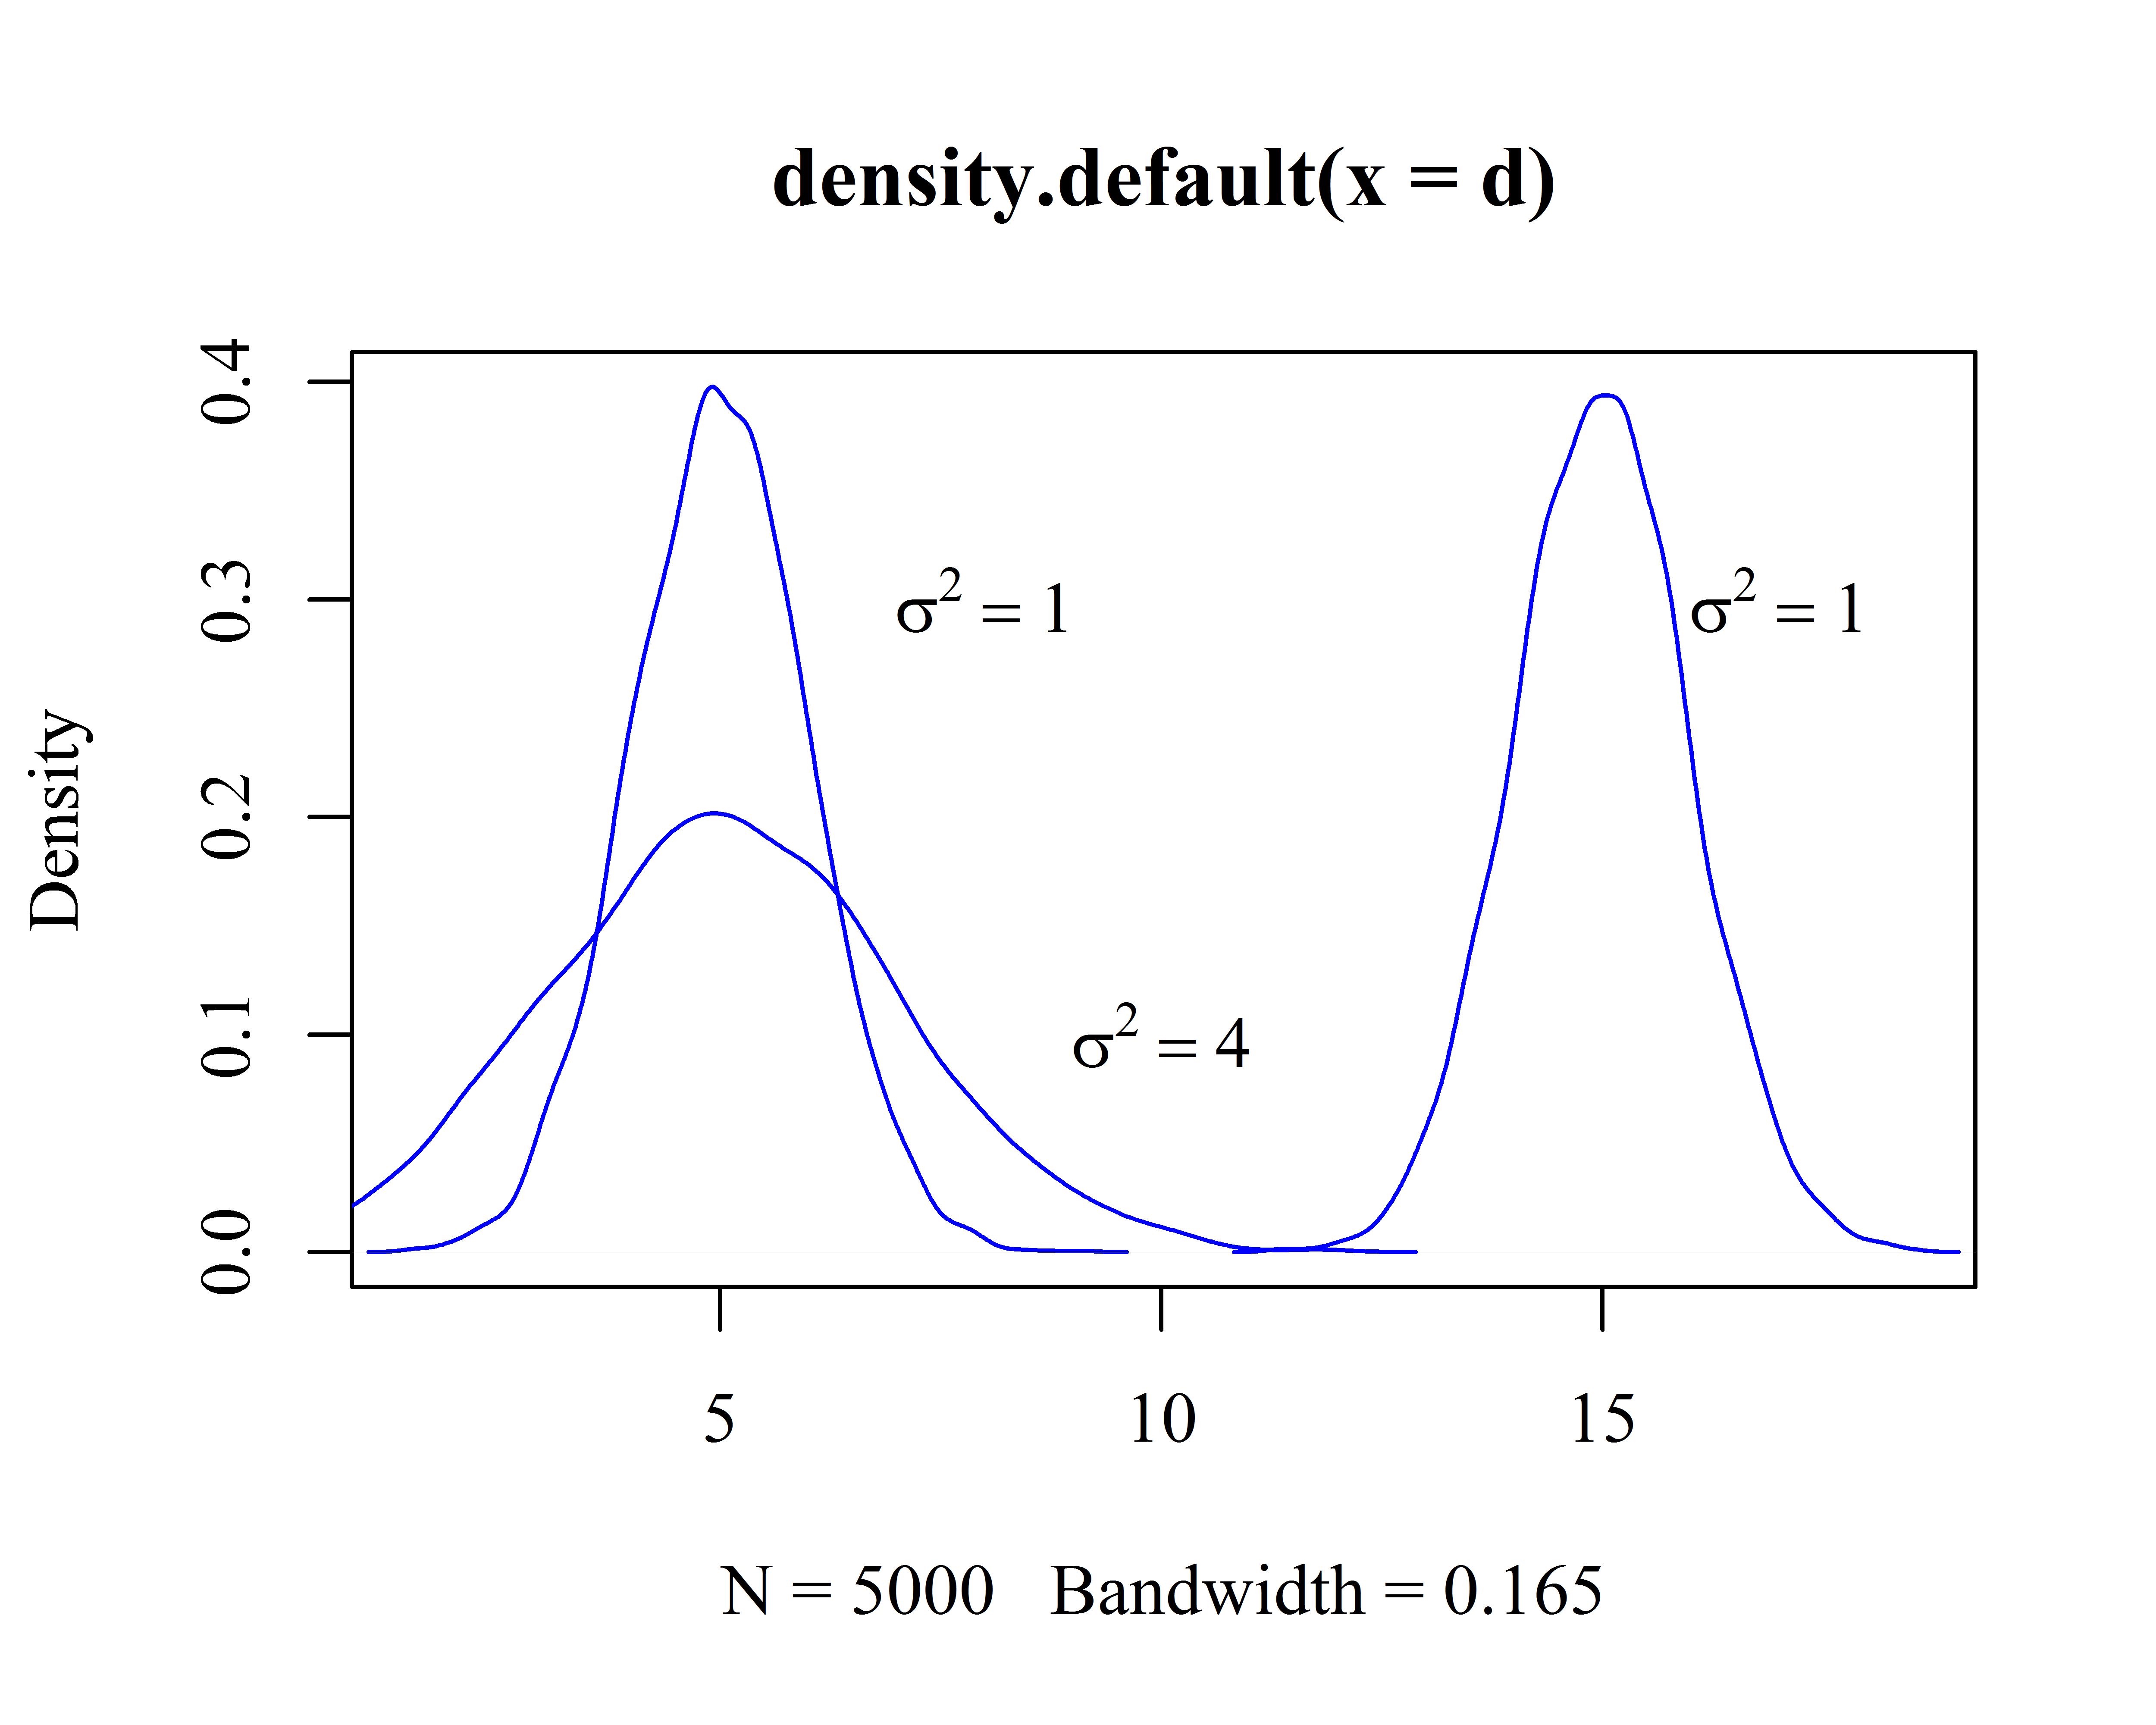 density.default(x = d)
0.4
0.3
0.2
0.1
0.0
Density
σ² = 1
σ² = 1
σ² = 4
5 10 15
N = 5000 Bandwidth = 0.165